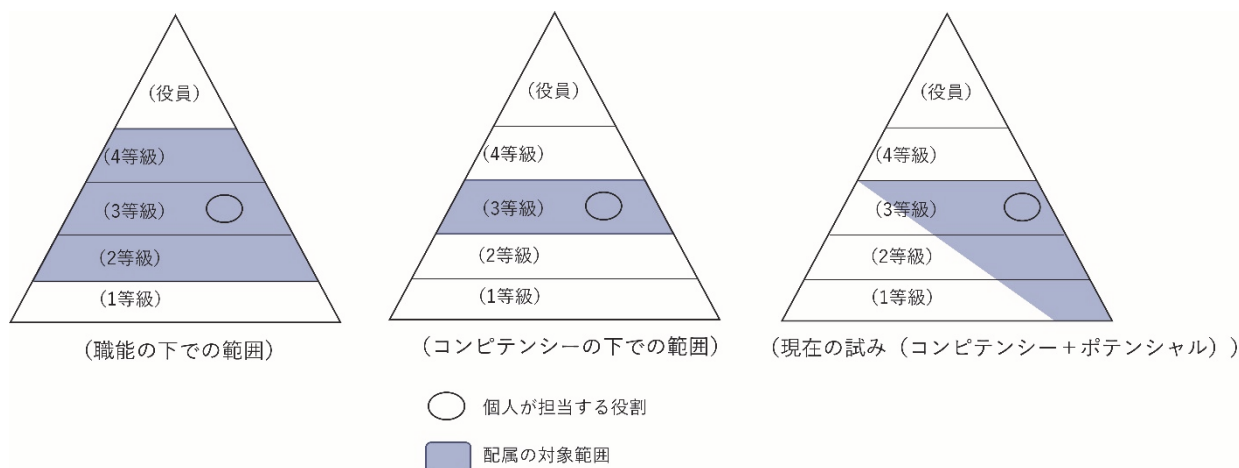 (役員)
(4等級)
(3等級)
(2等級)
(1等級)
(職能の下での範囲)
(役員)
(4等級)
(3等級)
(2等級)
(1等級)
(コンピテンシーの下での範囲)
(役員)
(4等級)
(3等級)
(2等級)
(1等級)
(現在の試み(コンピテンシー+ポテンシャル))
個人が担当する役割
配属の対象範囲